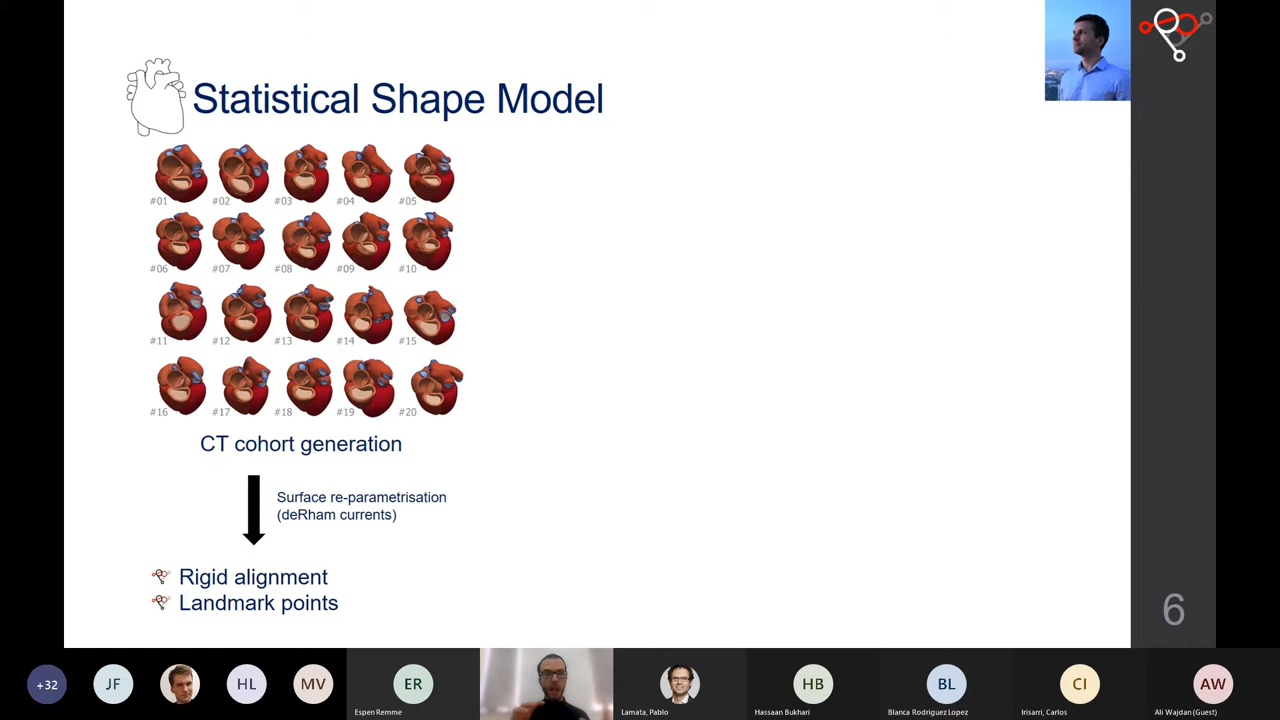 Statistical Shape Model
#01 #02 #03 #04 #05
#06 #07 #08 #09 #10
#11 #12 #13 #14 #15
#16 #17 #18 #19 #20
CT cohort generation
Surface re-parametrisation
(deRham currents)
Rigid alignment
Landmark points
6
+32
JF
HL
MV
ER
HB
BL
CI
AW
Espen Remme
Lamata, Pablo
Hassaan Bukhari
Blanca Rodriguez Lopez
Irisarri, Carlos
Ali Wajdan (Guest)